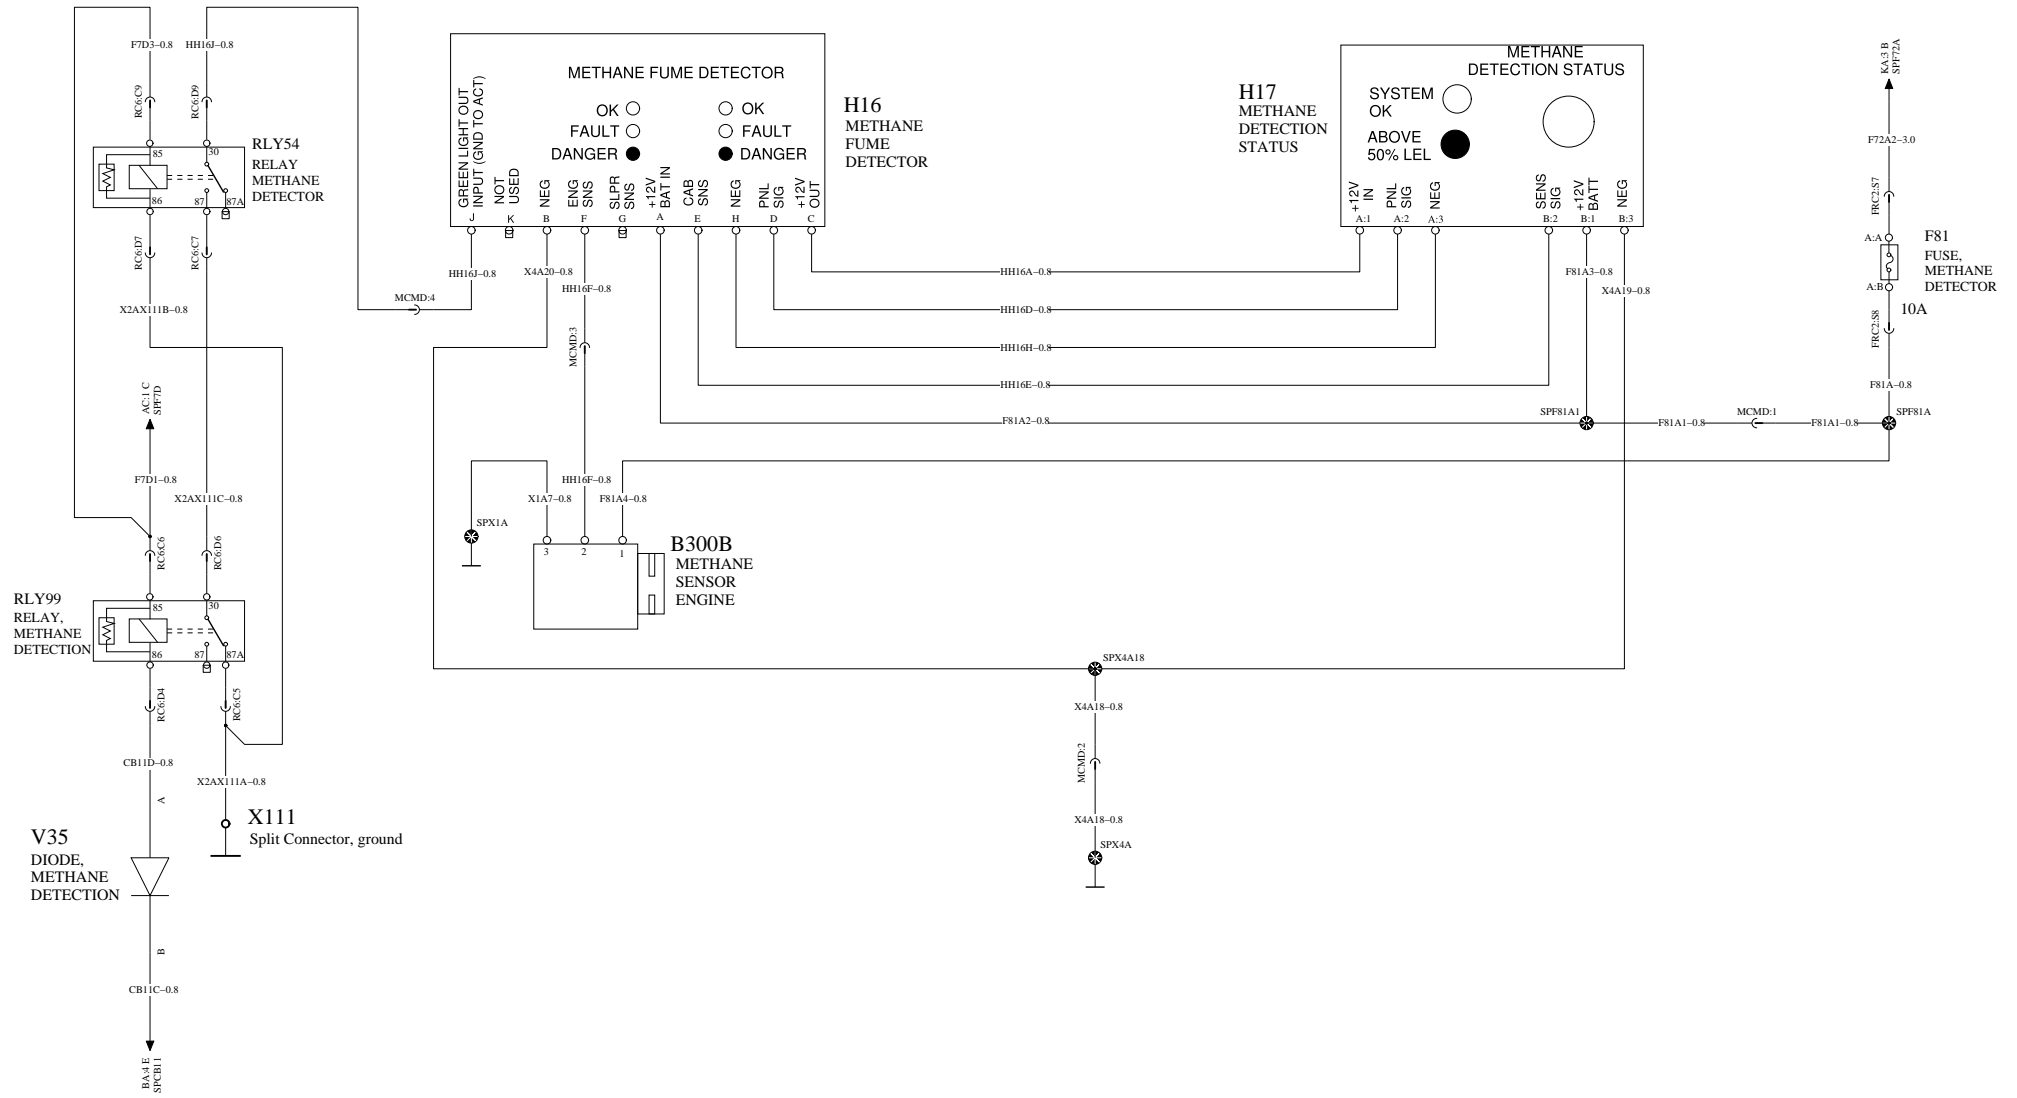 F7D3–0.8
HH16J–0.8
RC6:C9
RC6:D9
RLY54
RELAY
METHANE
DETECTOR
85
30
86
87
87A
RC6:D7
RC6:C7
X2AX111B–0.8
AC:1 C
SPF7D
F7D1–0.8
X2AX111C–0.8
RC6:C6
RC6:D6
RLY99
RELAY,
METHANE
DETECTION
85
30
86
87
87A
RC6:D4
RC6:C5
CB11D–0.8
X2AX111A–0.8
A
X111
Split Connector, ground
V35
DIODE,
METHANE
DETECTION
B
CB11C–0.8
BA:4 E
SPCB11
METHANE FUME DETECTOR
OK
OK
FAULT
FAULT
DANGER
DANGER
GREEN LIGHT OUT
INPUT (GND TO ACT)
NOT
USED
NEG
ENG
SNS
SLPR
SNS
+12V
BAT IN
CAB
SNS
NEG
PNL
SIG
+12V
OUT
J
K
B
F
G
A
E
H
D
C
H16
METHANE
FUME
DETECTOR
HH16J–0.8
X4A20–0.8
HH16F–0.8
MCMD:4
MCMD:3
HH16A–0.8
HH16D–0.8
HH16H–0.8
HH16E–0.8
F81A2–0.8
H17
METHANE
DETECTION
STATUS
METHANE
DETECTION STATUS
SYSTEM
OK
ABOVE
50% LEL
+12V
IN
PNL
SIG
NEG
SENS
SIG
+12V
BATT
NEG
A:1
A:2
A:3
B:2
B:1
B:3
F81A3–0.8
X4A19–0.8
SPF81A1
F81A1–0.8
MCMD:1
F81A1–0.8
SPF81A
KA:3 B
SPF72A
F72A2–3.0
FRC2:S7
A:A
F81
FUSE,
METHANE
DETECTOR
A:B
10A
FRC2:S8
F81A–0.8
HH16F–0.8
X1A7–0.8
F81A4–0.8
SPX1A
3
2
1
B300B
METHANE
SENSOR
ENGINE
SPX4A18
X4A18–0.8
MCMD:2
X4A18–0.8
SPX4A